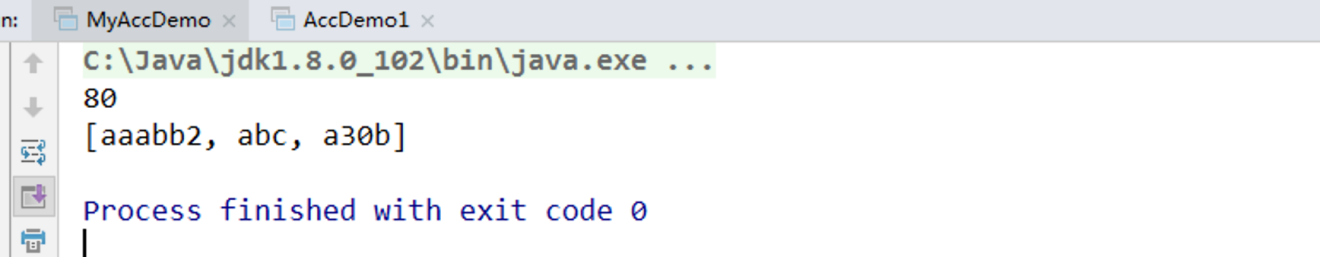 n: MyAccDemo × AccDemo1 ×
C:\Java\jdk1.8.0_102\bin\java.exe ...
80
[aaabb2, abc, a30b]
Process finished with exit code 0